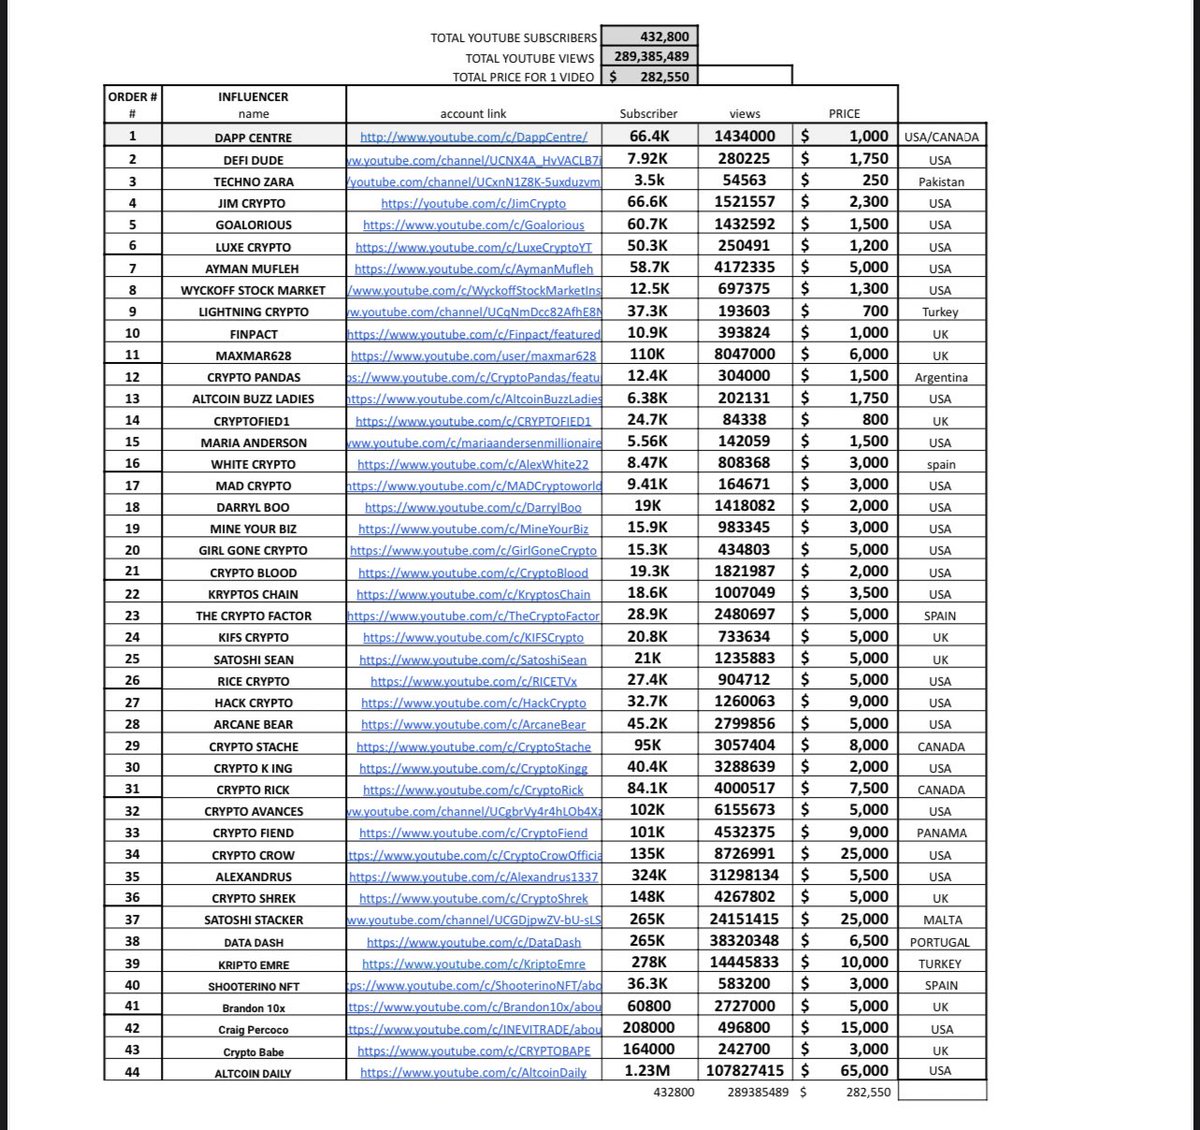 TOTAL YOUTUBE SUBSCRIBERS 432,800
TOTAL YOUTUBE VIEWS 289,385,489
TOTAL PRICE FOR 1 VIDEO $ 282,550
ORDER # INFLUENCER
# name account link Subscriber views PRICE
1 DAPP CENTRE http://www.youtube.com/c/DappCentre/ 66.4K 1434000 $ 1,000 USA/CANADA
2 DEFI DUDE vw.youtube.com/channel/UCNX4A_HvVACLB7i 7.92K 280225 $ 1,750 USA
3 TECHNO ZARA /youtube.com/channel/UCxnN1Z8K-5uxduzvm 3.5k 54563 $ 250 Pakistan
4 JIM CRYPTO https://youtube.com/c/JimCrypto 66.6K 1521557 $ 2,300 USA
5 GOALORIOUS https://www.youtube.com/c/Goalorious 60.7K 1432592 $ 1,500 USA
6 LUXE CRYPTO https://www.youtube.com/c/LuxeCryptoYT 50.3K 250491 $ 1,200 USA
7 AYMAN MUFLEH https://www.youtube.com/c/AymanMufleh 58.7K 4172335 $ 5,000 USA
8 WYCKOFF STOCK MARKET /www.youtube.com/c/WyckoffStockMarketIns 12.5K 697375 $ 1,300 USA
9 LIGHTNING CRYPTO w.youtube.com/channel/UCqNmDcc82AfhE8N 37.3K 193603 $ 700 Turkey
10 FINPACT https://www.youtube.com/c/Finpact/featured 10.9K 393824 $ 1,000 UK
11 MAXMAR628 https://www.youtube.com/user/maxmar628 110K 8047000 $ 6,000 UK
12 CRYPTO PANDAS ps://www.youtube.com/c/CryptoPandas/featu 12.4K 304000 $ 1,500 Argentina
13 ALTCOIN BUZZ LADIES https://www.youtube.com/c/AltcoinBuzzLadies 6.38K 202131 $ 1,750 USA
14 CRYPTOFIED1 https://www.youtube.com/c/CRYPTOFIED1 24.7K 84338 $ 800 UK
15 MARIA ANDERSON www.youtube.com/c/mariaandersenmillionaire 5.56K 142059 $ 1,500 USA
16 WHITE CRYPTO https://www.youtube.com/c/AlexWhite22 8.47K 808368 $ 3,000 spain
17 MAD CRYPTO https://www.youtube.com/c/MADCryptoworld 9.41K 164671 $ 3,000 USA
18 DARRYL BOO https://www.youtube.com/c/DarrylBoo 19K 1418082 $ 2,000 USA
19 MINE YOUR BIZ https://www.youtube.com/c/MineYourBiz 15.9K 983345 $ 3,000 USA
20 GIRL GONE CRYPTO https://www.youtube.com/c/GirlGoneCrypto 15.3K 434803 $ 5,000 USA
21 CRYPTO BLOOD https://www.youtube.com/c/CryptoBlood 19.3K 1821987 $ 2,000 USA
22 KRYPTOS CHAIN https://www.youtube.com/c/KryptosChain 18.6K 1007049 $ 3,500 USA
23 THE CRYPTO FACTOR https://www.youtube.com/c/TheCryptoFactor 28.9K 2480697 $ 5,000 SPAIN
24 KIFS CRYPTO https://www.youtube.com/c/KIFSCrypto 20.8K 733634 $ 5,000 UK
25 SATOSHI SEAN https://www.youtube.com/c/SatoshiSean 21K 1235883 $ 5,000 UK
26 RICE CRYPTO https://www.youtube.com/c/RICETVx 27.4K 904712 $ 5,000 USA
27 HACK CRYPTO https://www.youtube.com/c/HackCrypto 32.7K 1260063 $ 9,000 USA
28 ARCANE BEAR https://www.youtube.com/c/ArcaneBear 45.2K 2799856 $ 5,000 USA
29 CRYPTO STACHE https://www.youtube.com/c/CryptoStache 95K 3057404 $ 8,000 CANADA
30 CRYPTO K ING https://www.youtube.com/c/CryptoKingg 40.4K 3288639 $ 2,000 USA
31 CRYPTO RICK https://www.youtube.com/c/CryptoRick 84.1K 4000517 $ 7,500 CANADA
32 CRYPTO AVANCES vw.youtube.com/channel/UCgbrVy4r4hLOb4Xz 102K 6155673 $ 5,000 USA
33 CRYPTO FIEND https://www.youtube.com/c/CryptoFiend 101K 4532375 $ 9,000 PANAMA
34 CRYPTO CROW ttps://www.youtube.com/c/CryptoCrowOfficia 135K 8726991 $ 25,000 USA
35 ALEXANDRUS https://www.youtube.com/c/Alexandrus1337 324K 31298134 $ 5,500 USA
36 CRYPTO SHREK https://www.youtube.com/c/CryptoShrek 148K 4267802 $ 5,000 UK
37 SATOSHI STACKER ww.youtube.com/channel/UCGDjpwZV-bU-sLS 265K 24151415 $ 25,000 MALTA
38 DATA DASH https://www.youtube.com/c/DataDash 265K 38320348 $ 6,500 PORTUGAL
39 KRIPTO EMRE https://www.youtube.com/c/KriptoEmre 278K 14445833 $ 10,000 TURKEY
40 SHOOTERINO NFT tps://www.youtube.com/c/ShooterinoNFT/abo 36.3K 583200 $ 3,000 SPAIN
41 Brandon 10x ttps://www.youtube.com/c/Brandon10x/abou 60800 2727000 $ 5,000 UK
42 Craig Percoco ttps://www.youtube.com/c/INEVITRADE/abou 208000 496800 $ 15,000 USA
43 Crypto Babe https://www.youtube.com/c/CRYPTOBAPE 164000 242700 $ 3,000 UK
44 ALTCOIN DAILY https://www.youtube.com/c/AltcoinDaily 1.23M 107827415 $ 65,000 USA
432800 289385489 $ 282,550